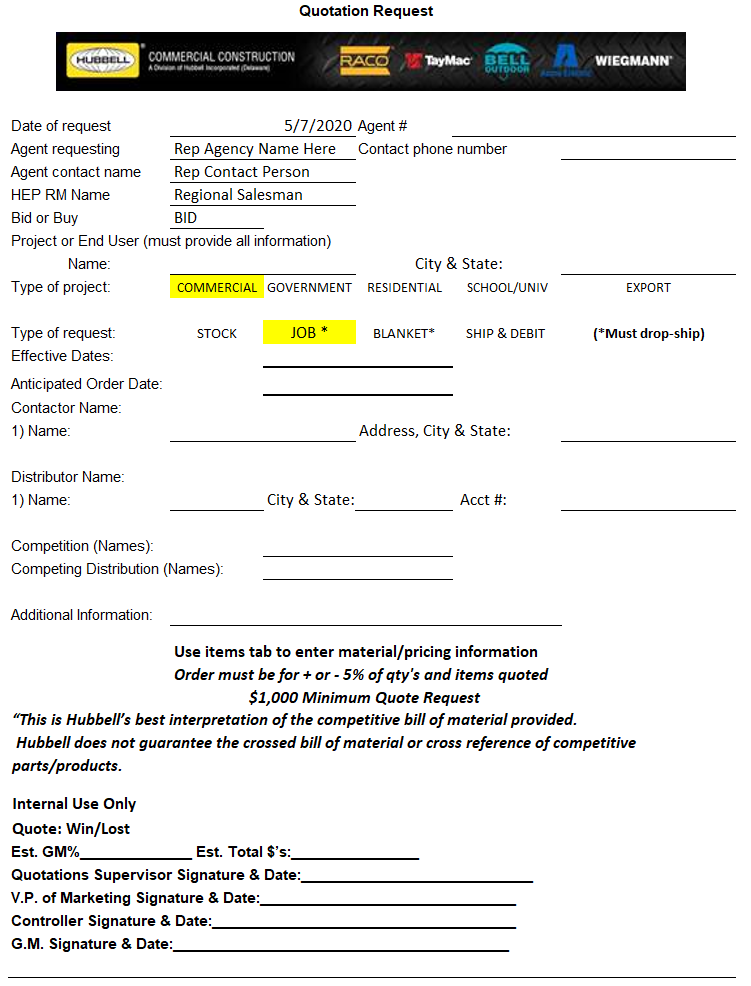 Quotation Request
HUBBELL COMMERCIAL CONSTRUCTION RACO TayMac BELL OUTDOOR Acme Electric WIEGMANN
A Division of Hubbell Incorporated (Delaware)
Date of request 5/7/2020 Agent #
Agent requesting Rep Agency Name Here Contact phone number
Agent contact name Rep Contact Person
HEP RM Name Regional Salesman
Bid or Buy BID
Project or End User (must provide all information)
Name: City & State:
Type of project: COMMERCIAL GOVERNMENT RESIDENTIAL SCHOOL/UNIV EXPORT
Type of request: STOCK JOB * BLANKET* SHIP & DEBIT (*Must drop-ship)
Effective Dates:
Anticipated Order Date:
Contactor Name:
1) Name: Address, City & State:
Distributor Name:
1) Name: City & State: Acct #:
Competition (Names):
Competing Distribution (Names):
Additional Information:
Use items tab to enter material/pricing information
Order must be for + or - 5% of qty's and items quoted
$1,000 Minimum Quote Request
“This is Hubbell’s best interpretation of the competitive bill of material provided.
Hubbell does not guarantee the crossed bill of material or cross reference of competitive
parts/products.
Internal Use Only
Quote: Win/Lost
Est. GM%______________ Est. Total $’s:________________
Quotations Supervisor Signature & Date:_____________________________
V.P. of Marketing Signature & Date:________________________________
Controller Signature & Date:______________________________________
G.M. Signature & Date:__________________________________________